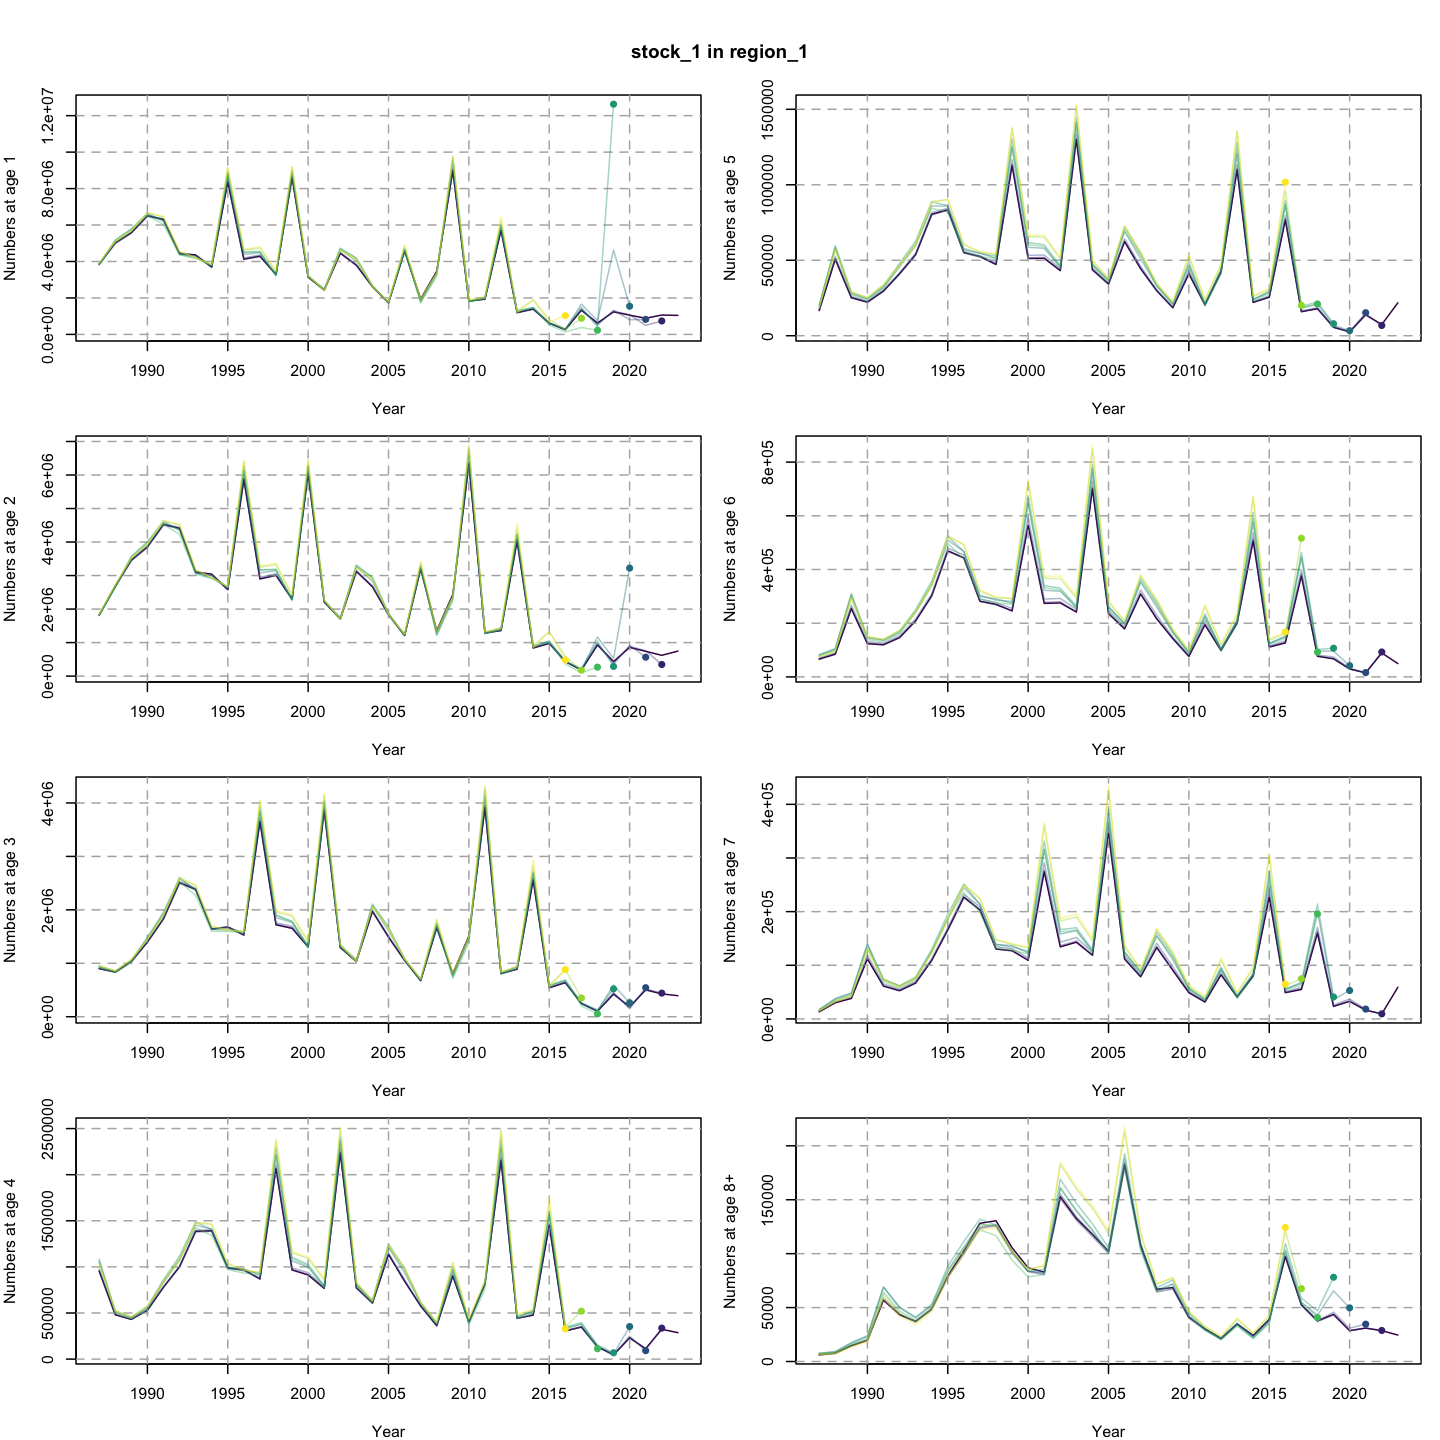 stock_1 in region_1
Numbers at age 1
0.0e+00 4.0e+06 8.0e+06 1.2e+07
1990 1995 2000 2005 2010 2015 2020
Year
Numbers at age 5
0 500000 1000000 1500000
1990 1995 2000 2005 2010 2015 2020
Year
Numbers at age 2
0e+00 2e+06 4e+06 6e+06
1990 1995 2000 2005 2010 2015 2020
Year
Numbers at age 6
0e+00 4e+05 8e+05
1990 1995 2000 2005 2010 2015 2020
Year
Numbers at age 3
0e+00 2e+06 4e+06
1990 1995 2000 2005 2010 2015 2020
Year
Numbers at age 7
0e+00 2e+05 4e+05
1990 1995 2000 2005 2010 2015 2020
Year
Numbers at age 4
0 500000 1500000 2500000
1990 1995 2000 2005 2010 2015 2020
Year
Numbers at age 8+
0 50000 150000
1990 1995 2000 2005 2010 2015 2020
Year